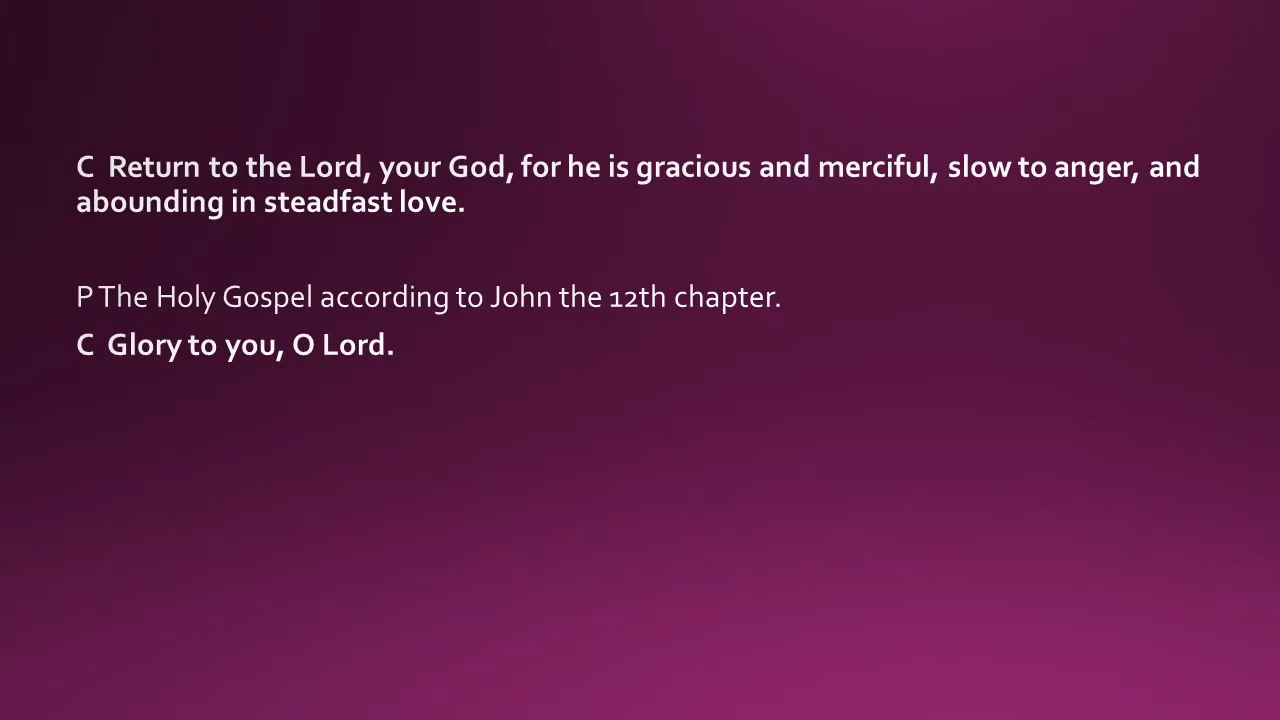 C  Return to the Lord, your God, for he is gracious and merciful, slow to anger, and
abounding in steadfast love.
P The Holy Gospel according to John the 12th chapter.
C  Glory to you, O Lord.